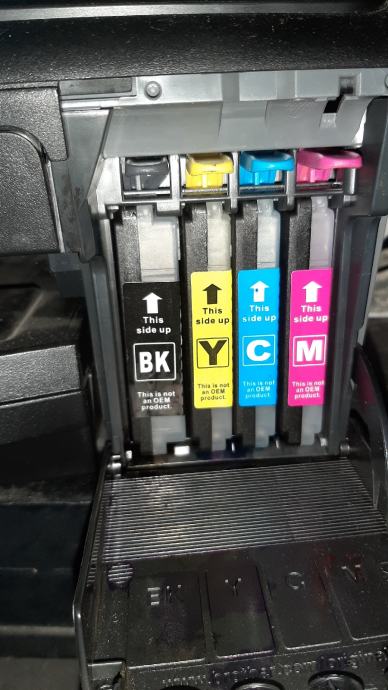 This
side up
BK
This is not
an OEM
product.
This
side up
Y
This is not
an OEM
product.
This
side up
C
This is not
an OEM
product.
This
side up
M
This is not
an OEM
product.
BK Y C M